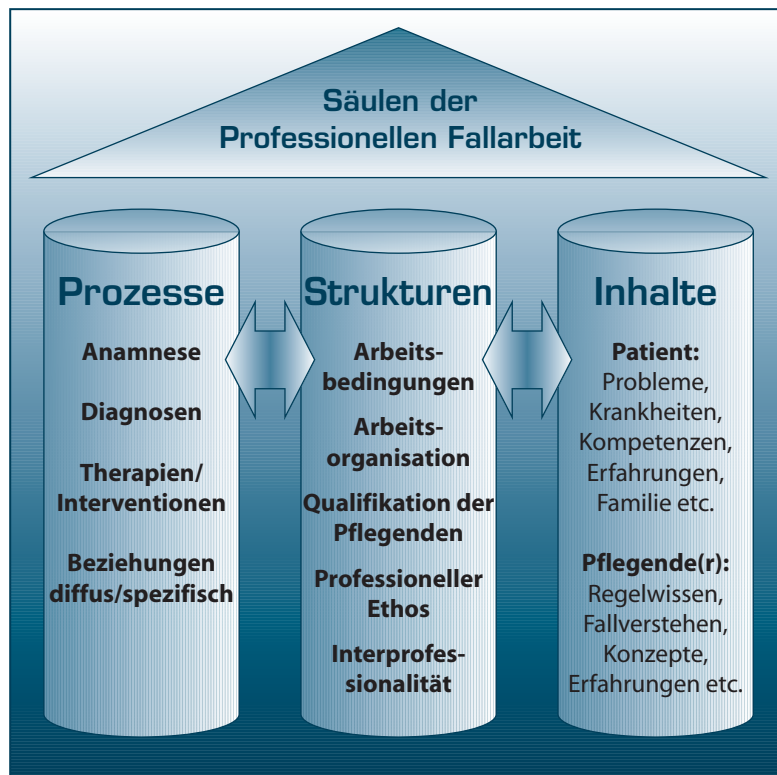 Säulen der
Professionellen Fallarbeit
Prozesse
Anamnese
Diagnosen
Therapien/
Interventionen
Beziehungen
diffus/spezifisch
Strukturen
Arbeits-
bedingungen
Arbeits-
organisation
Qualifikation der
Pflegenden
Professioneller
Ethos
Interprofes-
sionalität
Inhalte
Patient:
Probleme,
Krankheiten,
Kompetenzen,
Erfahrungen,
Familie etc.
Pflegende(r):
Regelwissen,
Fallverstehen,
Konzepte,
Erfahrungen etc.